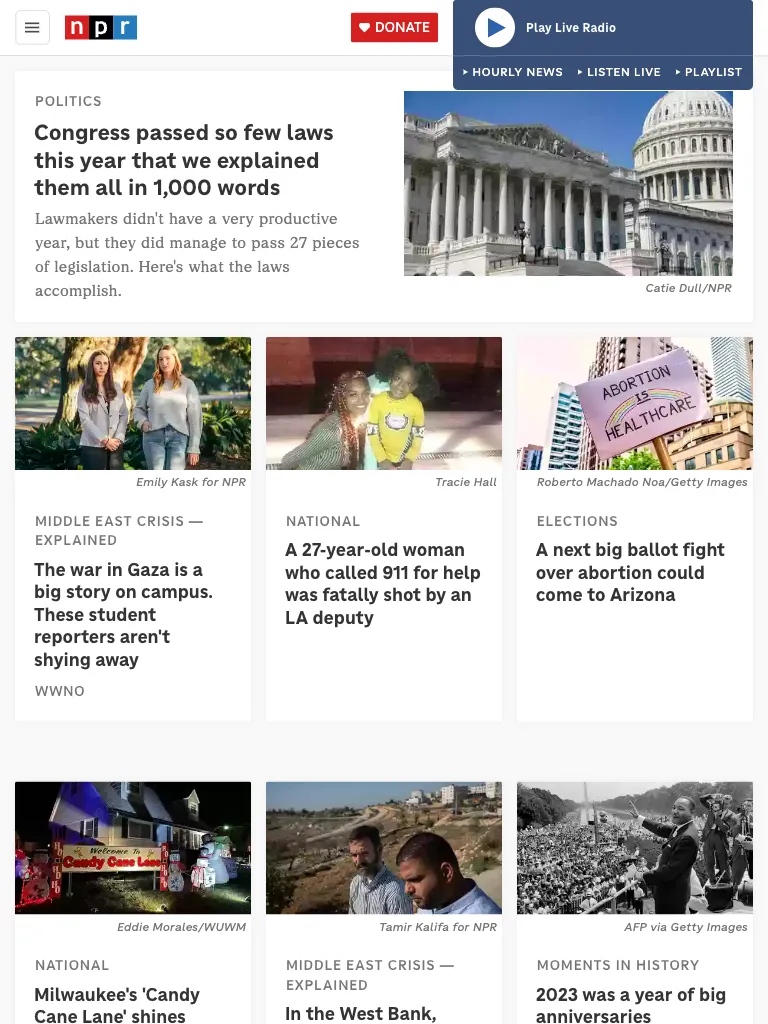 npr
DONATE
Play Live Radio
HOURLY NEWS
LISTEN LIVE
PLAYLIST
POLITICS
Congress passed so few laws
this year that we explained
them all in 1,000 words
Lawmakers didn't have a very productive
year, but they did manage to pass 27 pieces
of legislation. Here's what the laws
accomplish.
Catie Dull/NPR
Emily Kask for NPR
MIDDLE EAST CRISIS —
EXPLAINED
The war in Gaza is a
big story on campus.
These student
reporters aren't
shying away
WWNO
Tracie Hall
NATIONAL
A 27-year-old woman
who called 911 for help
was fatally shot by an
LA deputy
ABORTION
IS
HEALTHCARE
Roberto Machado Noa/Getty Images
ELECTIONS
A next big ballot fight
over abortion could
come to Arizona
Welcome To
Candy Cane Lane
Eddie Morales/WUWM
NATIONAL
Milwaukee's 'Candy
Cane Lane' shines
Tamir Kalifa for NPR
MIDDLE EAST CRISIS —
EXPLAINED
In the West Bank,
AFP via Getty Images
MOMENTS IN HISTORY
2023 was a year of big
anniversaries